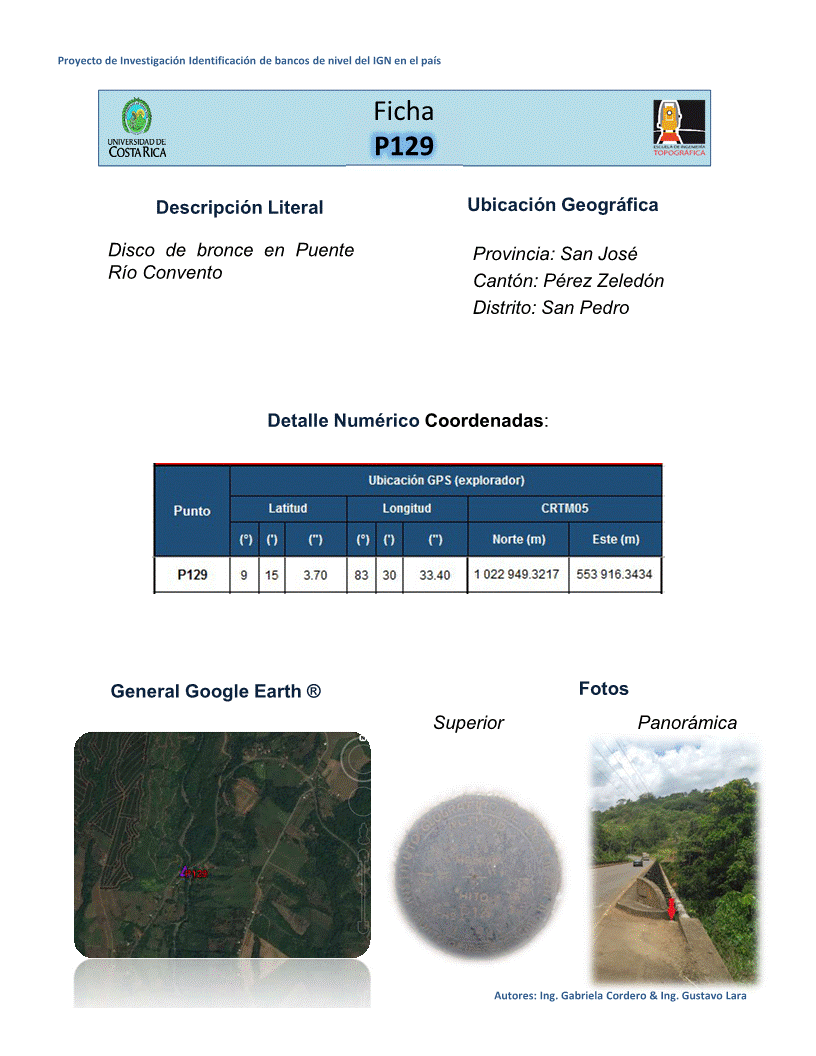 Proyecto de Investigación Identificación de bancos de nivel del IGN en el país
Ficha
P129
UNIVERSIDAD DE
COSTA RICA
ESCUELA DE INGENIERÍA
TOPOGRÁFICA
Descripción Literal
Disco de bronce en Puente
Río Convento
Ubicación Geográfica
Provincia: San José
Cantón: Pérez Zeledón
Distrito: San Pedro
Detalle Numérico Coordenadas:
Punto
Ubicación GPS (explorador)
Latitud Longitud CRTM05
(°) (') (") (°) (') (") Norte (m) Este (m)
P129 9 15 3.70 83 30 33.40 1 022 949.3217 553 916.3434
General Google Earth ®
P129
Fotos
Superior
Panorámica
HITO
Autores: Ing. Gabriela Cordero & Ing. Gustavo Lara